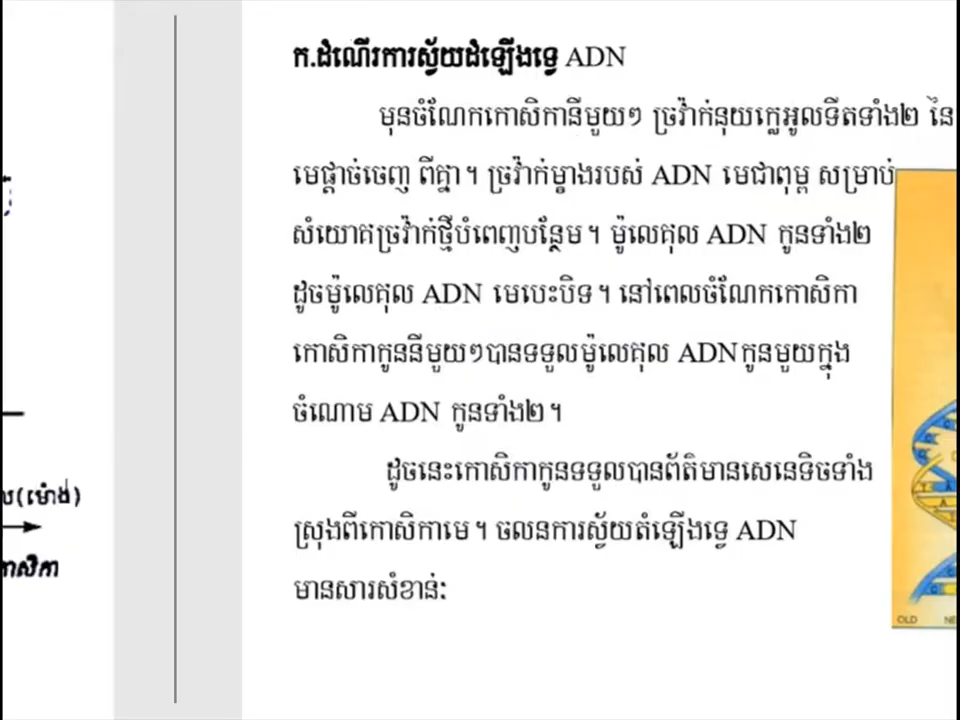 ក.ដំណើរការស្វ័យដំឡើងទ្វេ ADN
មុនចំណែកកោសិកានីមួយៗ ច្រវ៉ាក់នុយក្លេអូលទីតទាំង២ នៃ
មេផ្តាច់ចេញ ពីគ្នា។ ច្រវ៉ាក់ម្ខាងរបស់ ADN មេជាពុម្ព សម្រាប់
សំយោគច្រវ៉ាក់ថ្មីបំពេញបន្ថែម។ ម៉ូលេគុល ADN កូនទាំង២
ដូចម៉ូលេគុល ADN មេបេះបិទ។ នៅពេលចំណែកកោសិកា
កោសិកាកូននីមួយៗបានទទួលម៉ូលេគុល ADNកូនមួយក្នុង
ចំណោម ADN កូនទាំង២។
ដូចនេះកោសិកាកូនទទួលបានព័ត៌មានសេនេទិចទាំង
ស្រុងពីកោសិកាមេ។ ចលនការស្វ័យតំឡើងទ្វេ ADN
មានសារសំខាន់ៈ
(ម៉ោង)
OLD